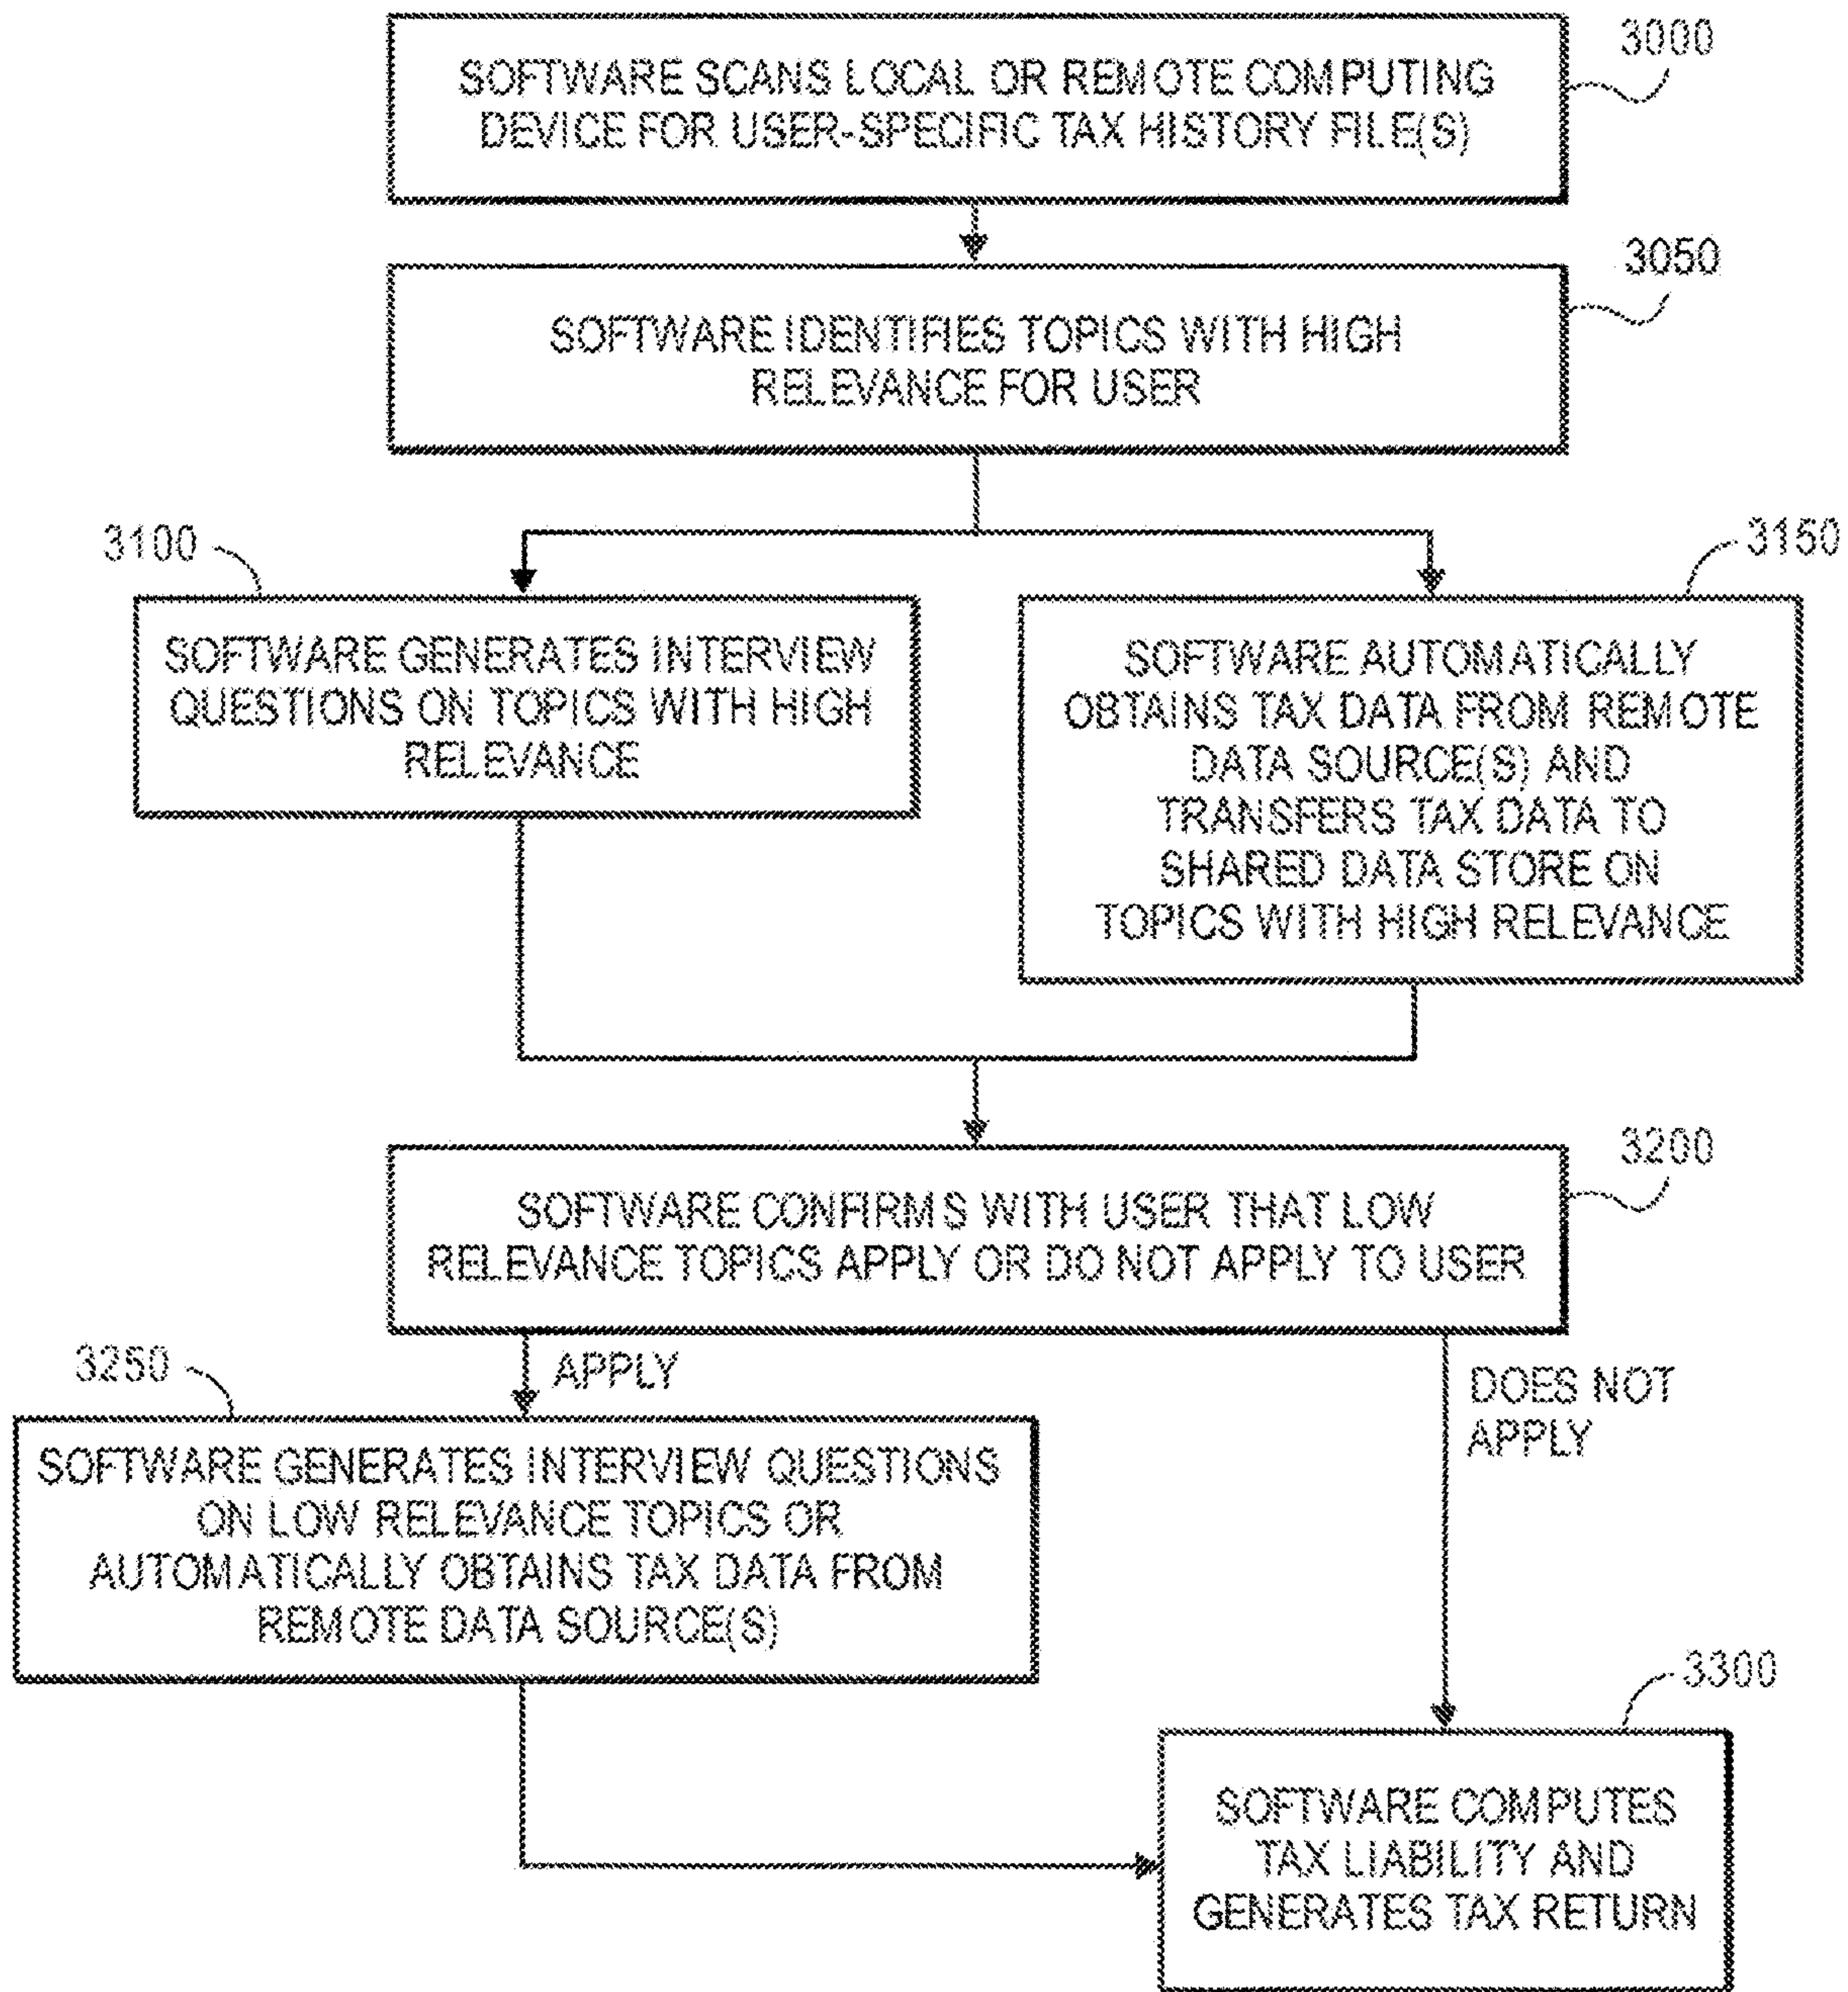 3000
SOFTWARE SCANS LOCAL OR REMOTE COMPUTING
DEVICE FOR USER-SPECIFIC TAX HISTORY FILE(S)
3050
SOFTWARE IDENTIFIES TOPICS WITH HIGH
RELEVANCE FOR USER
3100
SOFTWARE GENERATES INTERVIEW
QUESTIONS ON TOPICS WITH HIGH
RELEVANCE
3150
SOFTWARE AUTOMATICALLY
OBTAINS TAX DATA FROM REMOTE
DATA SOURCE(S) AND
TRANSFERS TAX DATA TO
SHARED DATA STORE ON
TOPICS WITH HIGH RELEVANCE
3200
SOFTWARE CONFIRMS WITH USER THAT LOW
RELEVANCE TOPICS APPLY OR DO NOT APPLY TO USER
APPLY
DOES NOT
APPLY
3250
SOFTWARE GENERATES INTERVIEW QUESTIONS
ON LOW RELEVANCE TOPICS OR
AUTOMATICALLY OBTAINS TAX DATA FROM
REMOTE DATA SOURCE(S)
3300
SOFTWARE COMPUTES
TAX LIABILITY AND
GENERATES TAX RETURN